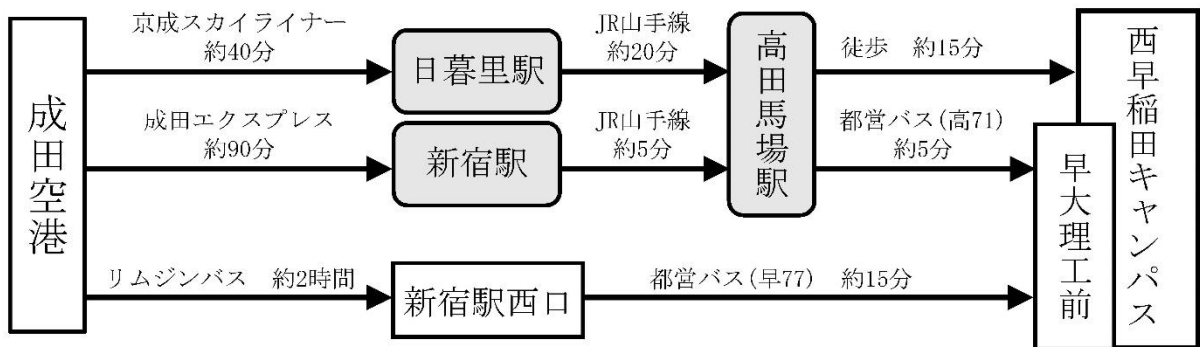 成田空港
京成スカイライナー
約40分
日暮里駅
JR山手線
約20分
高田馬場駅
徒歩 約15分
西早稲田キャンパス
成田エクスプレス
約90分
新宿駅
JR山手線
約5分
都営バス(高71)
約5分
早大理工前
リムジンバス 約2時間
新宿駅西口
都営バス(早77) 約15分